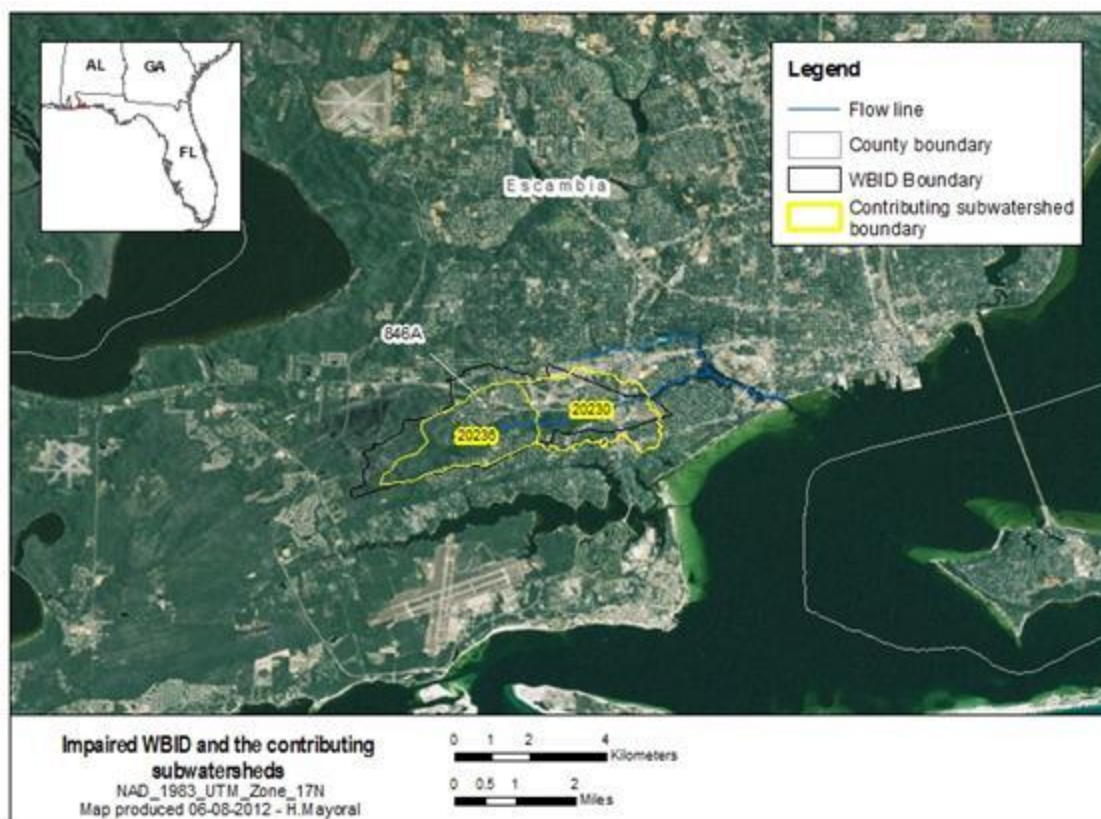 AL
GA
FL
Legend
Flow line
County boundary
WBID Boundary
Contributing subwatershed
boundary
Escambia
846A
20230
Impaired WBID and the contributing
subwatersheds
NAD_1983_UTM_Zone_17N
Map produced 06-08-2012 - H.Mayoral
0 1 2 4
Kilometers
0 0.5 1 2
Miles